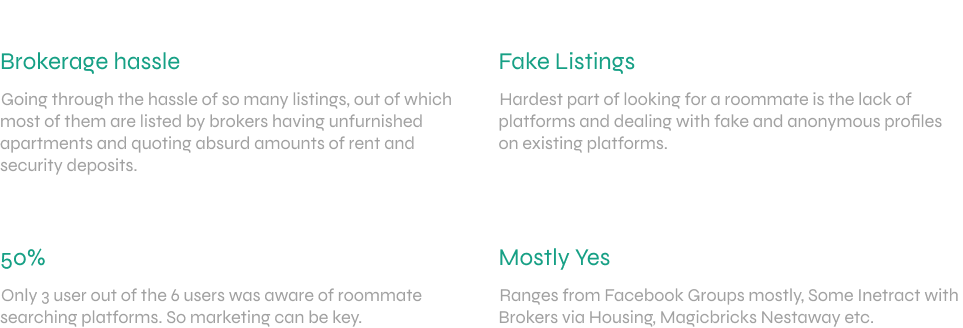 Brokerage hassle
Going through the hassle of so many listings, out of which
most of them are listed by brokers having unfurnished
apartments and quoting absurd amounts of rent and
security deposits.
Fake Listings
Hardest part of looking for a roommate is the lack of
platforms and dealing with fake and anonymous profiles
on existing platforms.
50%
Only 3 user out of the 6 users was aware of roommate
searching platforms. So marketing can be key.
Mostly Yes
Ranges from Facebook Groups mostly, Some Inetract with
Brokers via Housing, Magicbricks Nestaway etc.